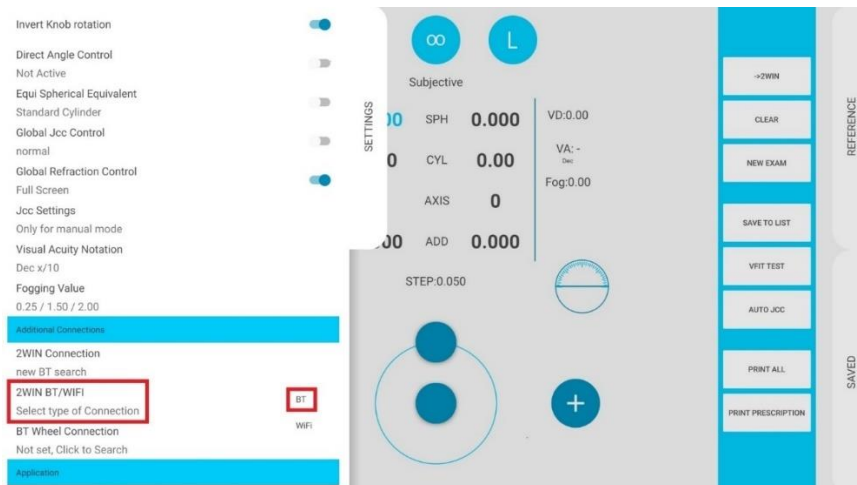 Invert Knob rotation
Direct Angle Control
Not Active
Equi Spherical Equivalent
Standard Cylinder
Global Jcc Control
normal
Global Refraction Control
Full Screen
Jcc Settings
Only for manual mode
Visual Acuity Notation
Dec x/10
Fogging Value
0.25 / 1.50 / 2.00
Additional Connections
2WIN Connection
new BT search
2WIN BT/WIFI
Select type of Connection
BT
WiFi
BT Wheel Connection
Not set, Click to Search
Application
SETTINGS
∞ L
Subjective
00 SPH 0.000
0 CYL 0.00
AXIS 0
00 ADD 0.000
STEP:0.050
VD:0.00
VA: -
Dec
Fog:0.00
+
->2WIN
CLEAR
NEW EXAM
SAVE TO LIST
VFIT TEST
AUTO JCC
PRINT ALL
PRINT PRESCRIPTION
REFERENCE
SAVED